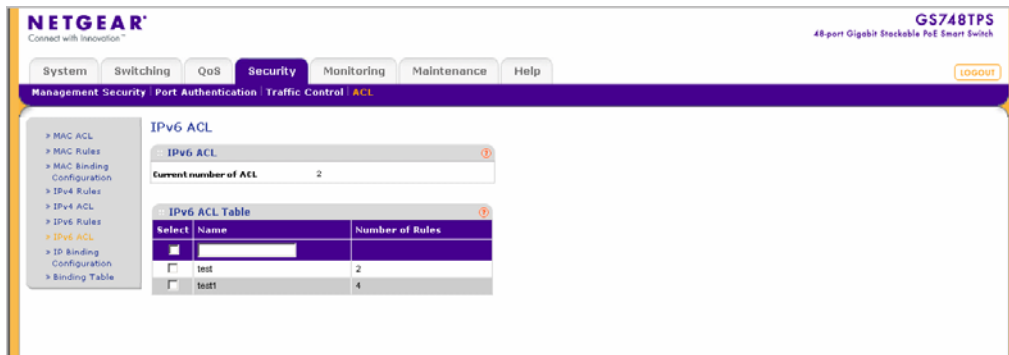 NETGEAR®
Connect with Innovation™
GS748TPS
48-port Gigabit Stackable PoE Smart Switch
System Switching QoS Security Monitoring Maintenance Help
LOGOUT
Management Security | Port Authentication | Traffic Control | ACL
» MAC ACL
» MAC Rules
» MAC Binding
Configuration
» IPv4 Rules
» IPv4 ACL
» IPv6 Rules
» IPv6 ACL
» IP Binding
Configuration
» Binding Table
IPv6 ACL
IPv6 ACL ?
Current number of ACL 2
IPv6 ACL Table ?
Select Name Number of Rules
test 2
test1 4